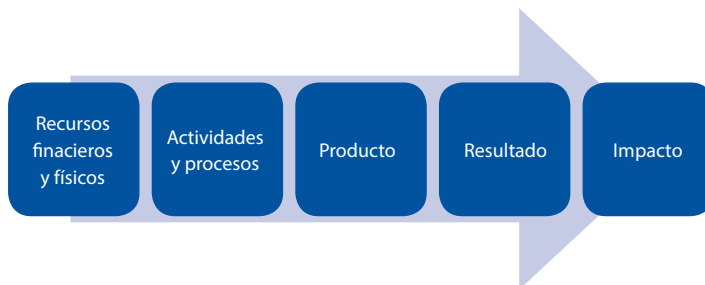 Recursos
finacieros
y físicos
Actividades
y procesos
Producto
Resultado
Impacto